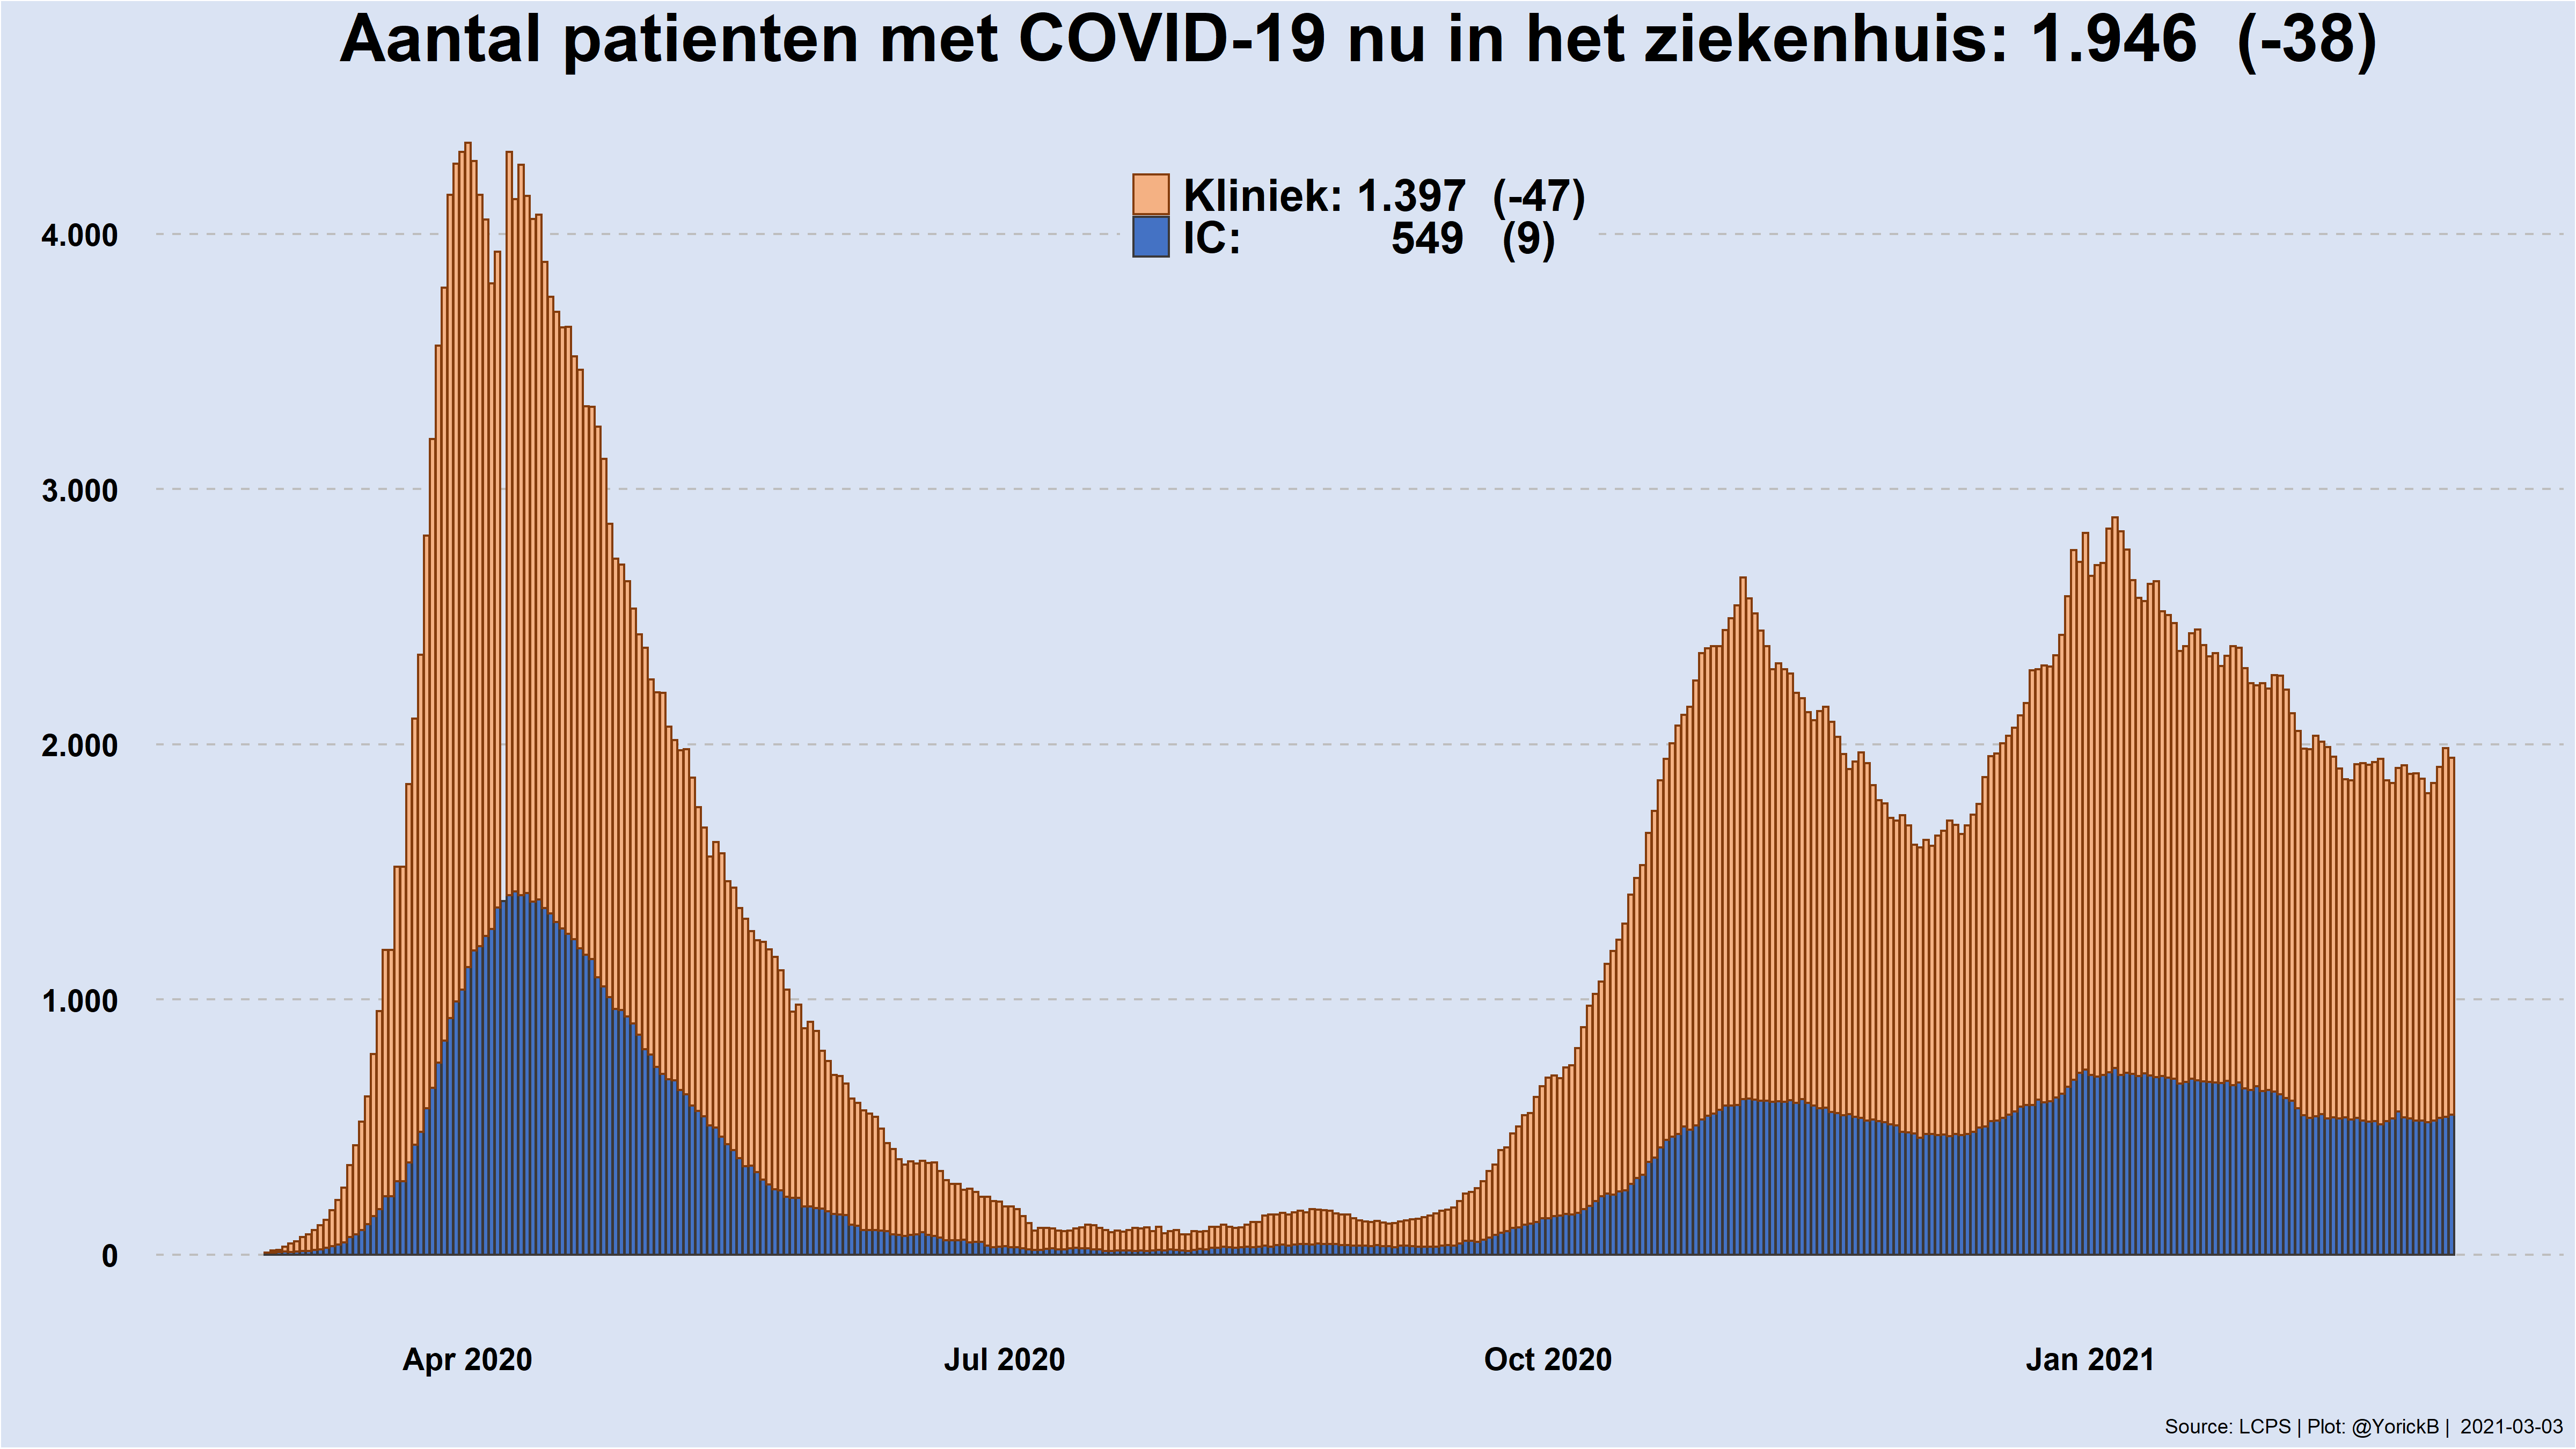 Aantal patienten met COVID-19 nu in het ziekenhuis: 1.946 (-38)
Kliniek: 1.397 (-47)
IC: 549 (9)
4.000
3.000
2.000
1.000
0
Apr 2020 Jul 2020 Oct 2020 Jan 2021
Source: LCPS | Plot: @YorickB | 2021-03-03